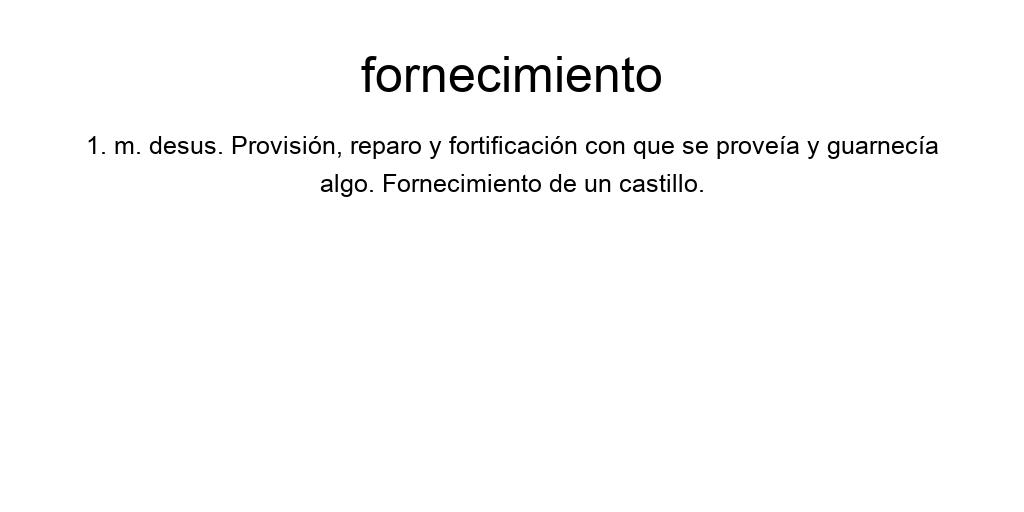 fornecimiento
1. m. desus. Provisión, reparo y fortificación con que se proveía y guarnecía
algo. Fornecimiento de un castillo.